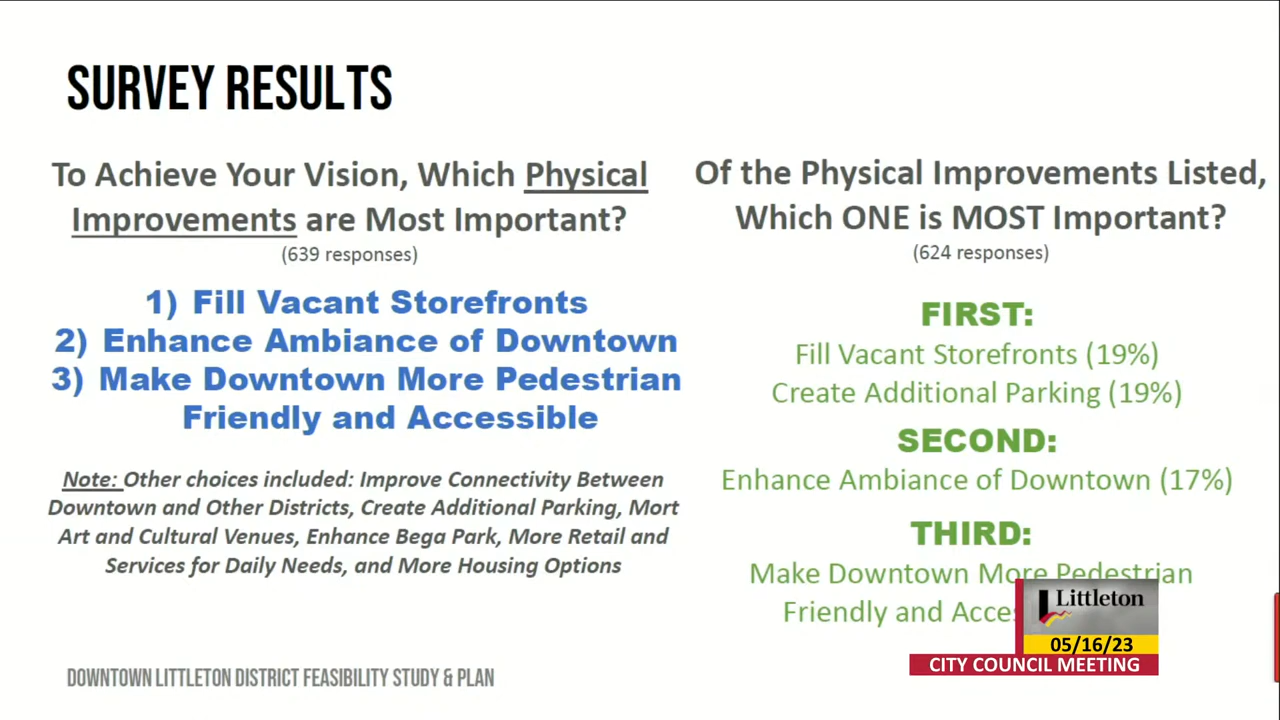 SURVEY RESULTS
To Achieve Your Vision, Which Physical
Improvements are Most Important?
(639 responses)
1) Fill Vacant Storefronts
2) Enhance Ambiance of Downtown
3) Make Downtown More Pedestrian
Friendly and Accessible
Note: Other choices included: Improve Connectivity Between
Downtown and Other Districts, Create Additional Parking, Mort
Art and Cultural Venues, Enhance Bega Park, More Retail and
Services for Daily Needs, and More Housing Options
Of the Physical Improvements Listed,
Which ONE is MOST Important?
(624 responses)
FIRST:
Fill Vacant Storefronts (19%)
Create Additional Parking (19%)
SECOND:
Enhance Ambiance of Downtown (17%)
THIRD:
Make Downtown More Pedestrian
Friendly and
Littleton
05/16/23
CITY COUNCIL MEETING
DOWNTOWN LITTLETON DISTRICT FEASIBILITY STUDY & PLAN